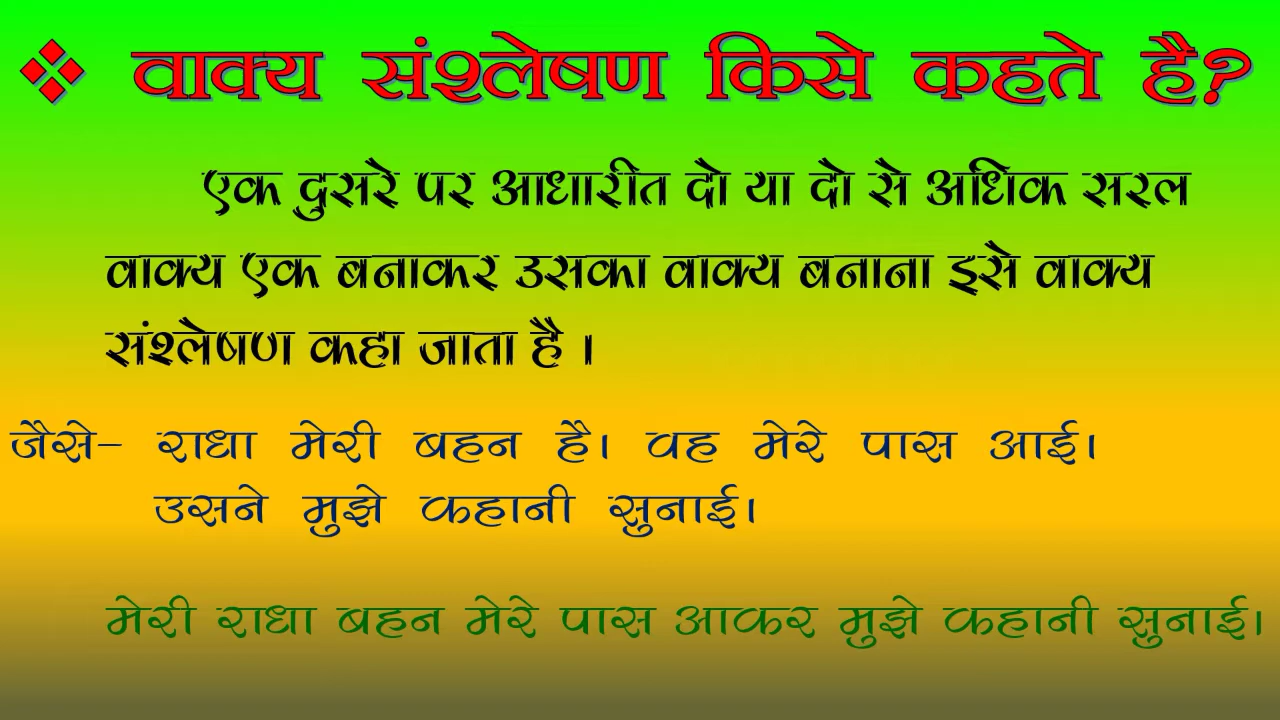 ❖ वाक्य संश्लेषण किसे कहते है?
एक दुसरे पर आधारीत दो या दो से अधिक सरल
वाक्य एक बनाकर उसका वाक्य बनाना इसे वाक्य
संश्लेषण कहा जाता है ।
जैसे- राधा मेरी बहन है। वह मेरे पास आई।
उसने मुझे कहानी सुनाई।
मेरी राधा बहन मेरे पास आकर मुझे कहानी सुनाई।